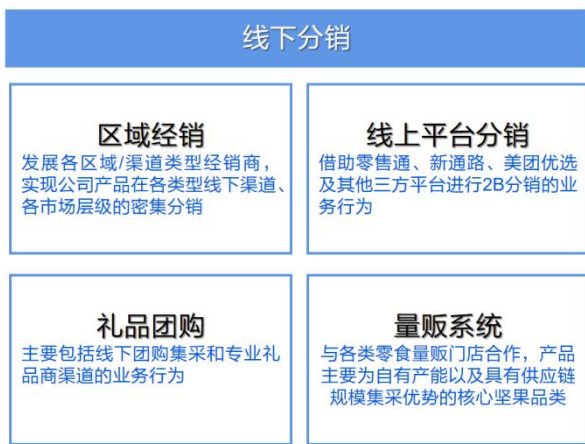 线下分销
区域经销
发展各区域/渠道类型经销商，
实现公司产品在各类型线下渠道、
各市场层级的密集分销
线上平台分销
借助零售通、新通路、美团优选
及其他三方平台进行2B分销的业
务行为
礼品团购
主要包括线下团购集采和专业礼
品商渠道的业务行为
量贩系统
与各类零食量贩门店合作，产品
主要为自有产能以及具有供应链
规模集采优势的核心坚果品类